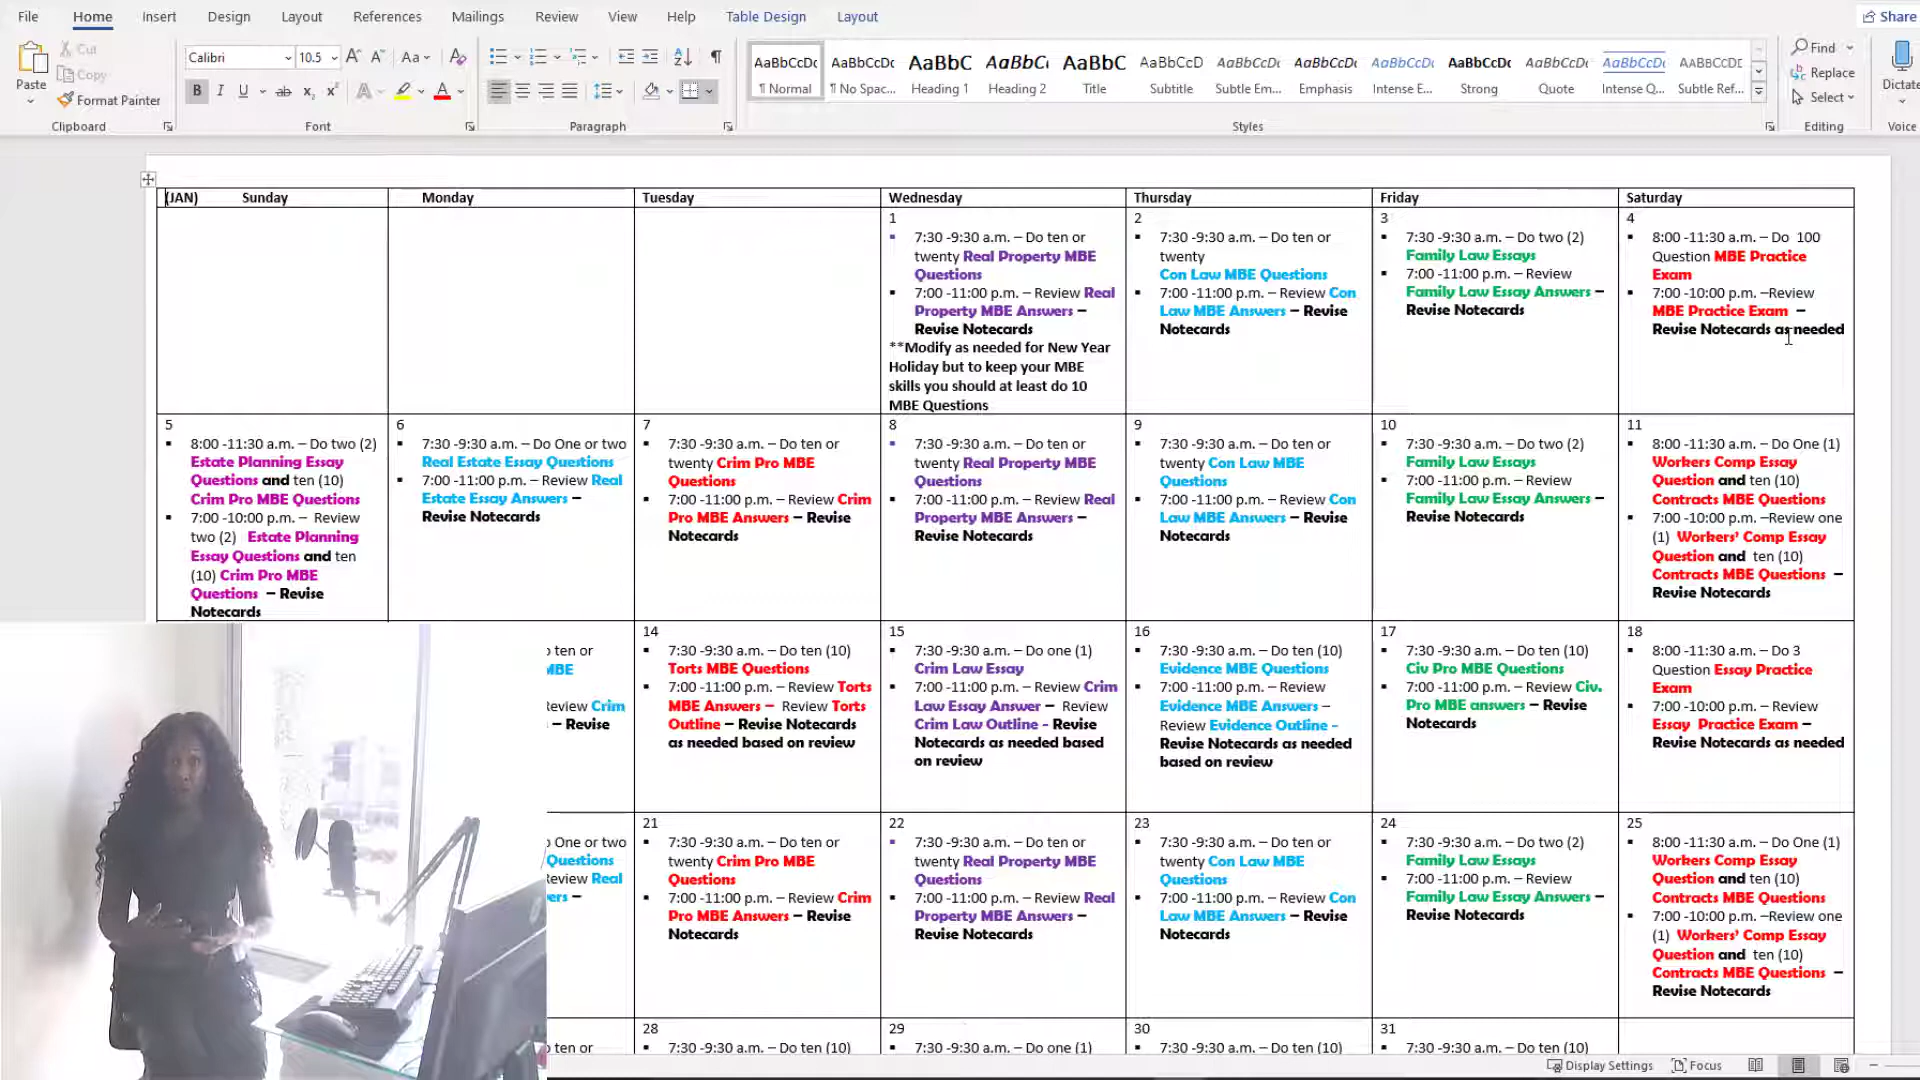 File Home Insert Design Layout References Mailings Review View Help Table Design Layout Share
Paste
Cut
Copy
Format Painter
Clipboard
Calibri 10.5
Font
Paragraph
AaBbCcDc AaBbCcDc AaBbC AaBbC AaBbC AaBbCcD AaBbCcDc AaBbCcDc AaBbCcDc AaBbCcDc AaBbCcDc AaBbCcDc AABBCCDE
¶ Normal ¶ No Spac... Heading 1 Heading 2 Title Subtitle Subtle Em... Emphasis Intense E... Strong Quote Intense Q... Subtle Ref...
Styles
Find
Replace
Select
Editing
Dictate
Voice
(JAN) Sunday Monday Tuesday Wednesday Thursday Friday Saturday
1
▪ 7:30 -9:30 a.m. – Do ten or
twenty Real Property MBE
Questions
▪ 7:00 -11:00 p.m. – Review Real
Property MBE Answers –
Revise Notecards
**Modify as needed for New Year
Holiday but to keep your MBE
skills you should at least do 10
MBE Questions
2
▪ 7:30 -9:30 a.m. – Do ten or
twenty
Con Law MBE Questions
▪ 7:00 -11:00 p.m. – Review Con
Law MBE Answers – Revise
Notecards
3
▪ 7:30 -9:30 a.m. – Do two (2)
Family Law Essays
▪ 7:00 -11:00 p.m. – Review
Family Law Essay Answers –
Revise Notecards
4
▪ 8:00 -11:30 a.m. – Do 100
Question MBE Practice
Exam
▪ 7:00 -10:00 p.m. –Review
MBE Practice Exam –
Revise Notecards as needed
5
▪ 8:00 -11:30 a.m. – Do two (2)
Estate Planning Essay
Questions and ten (10)
Crim Pro MBE Questions
▪ 7:00 -10:00 p.m. – Review
two (2) Estate Planning
Essay Questions and ten
(10) Crim Pro MBE
Questions – Revise
Notecards
6
▪ 7:30 -9:30 a.m. – Do One or two
Real Estate Essay Questions
▪ 7:00 -11:00 p.m. – Review Real
Estate Essay Answers –
Revise Notecards
7
▪ 7:30 -9:30 a.m. – Do ten or
twenty Crim Pro MBE
Questions
▪ 7:00 -11:00 p.m. – Review Crim
Pro MBE Answers – Revise
Notecards
8
▪ 7:30 -9:30 a.m. – Do ten or
twenty Real Property MBE
Questions
▪ 7:00 -11:00 p.m. – Review Real
Property MBE Answers –
Revise Notecards
9
▪ 7:30 -9:30 a.m. – Do ten or
twenty Con Law MBE
Questions
▪ 7:00 -11:00 p.m. – Review Con
Law MBE Answers – Revise
Notecards
10
▪ 7:30 -9:30 a.m. – Do two (2)
Family Law Essays
▪ 7:00 -11:00 p.m. – Review
Family Law Essay Answers –
Revise Notecards
11
▪ 8:00 -11:30 a.m. – Do One (1)
Workers Comp Essay
Question and ten (10)
Contracts MBE Questions
▪ 7:00 -10:00 p.m. –Review one
(1) Workers’ Comp Essay
Question and ten (10)
Contracts MBE Questions –
Revise Notecards
ten or
MBE
Review Crim
– Revise
14
▪ 7:30 -9:30 a.m. – Do ten (10)
Torts MBE Questions
▪ 7:00 -11:00 p.m. – Review Torts
MBE Answers – Review Torts
Outline – Revise Notecards
as needed based on review
15
▪ 7:30 -9:30 a.m. – Do one (1)
Crim Law Essay
▪ 7:00 -11:00 p.m. – Review Crim
Law Essay Answer – Review
Crim Law Outline - Revise
Notecards as needed based
on review
16
▪ 7:30 -9:30 a.m. – Do ten (10)
Evidence MBE Questions
▪ 7:00 -11:00 p.m. – Review
Evidence MBE Answers –
Review Evidence Outline -
Revise Notecards as needed
based on review
17
▪ 7:30 -9:30 a.m. – Do ten (10)
Civ Pro MBE Questions
▪ 7:00 -11:00 p.m. – Review Civ.
Pro MBE answers – Revise
Notecards
18
▪ 8:00 -11:30 a.m. – Do 3
Question Essay Practice
Exam
▪ 7:00 -10:00 p.m. – Review
Essay Practice Exam –
Revise Notecards as needed
One or two
Questions
Review Real
–
21
▪ 7:30 -9:30 a.m. – Do ten or
twenty Crim Pro MBE
Questions
▪ 7:00 -11:00 p.m. – Review Crim
Pro MBE Answers – Revise
Notecards
22
▪ 7:30 -9:30 a.m. – Do ten or
twenty Real Property MBE
Questions
▪ 7:00 -11:00 p.m. – Review Real
Property MBE Answers –
Revise Notecards
23
▪ 7:30 -9:30 a.m. – Do ten or
twenty Con Law MBE
Questions
▪ 7:00 -11:00 p.m. – Review Con
Law MBE Answers – Revise
Notecards
24
▪ 7:30 -9:30 a.m. – Do two (2)
Family Law Essays
▪ 7:00 -11:00 p.m. – Review
Family Law Essay Answers –
Revise Notecards
25
▪ 8:00 -11:30 a.m. – Do One (1)
Workers Comp Essay
Question and ten (10)
Contracts MBE Questions
▪ 7:00 -10:00 p.m. –Review one
(1) Workers’ Comp Essay
Question and ten (10)
Contracts MBE Questions –
Revise Notecards
ten or
28
▪ 7:30 -9:30 a.m. – Do ten (10)
29
▪ 7:30 -9:30 a.m. – Do one (1)
30
▪ 7:30 -9:30 a.m. – Do ten (10)
31
▪ 7:30 -9:30 a.m. – Do ten (10)
Display Settings Focus